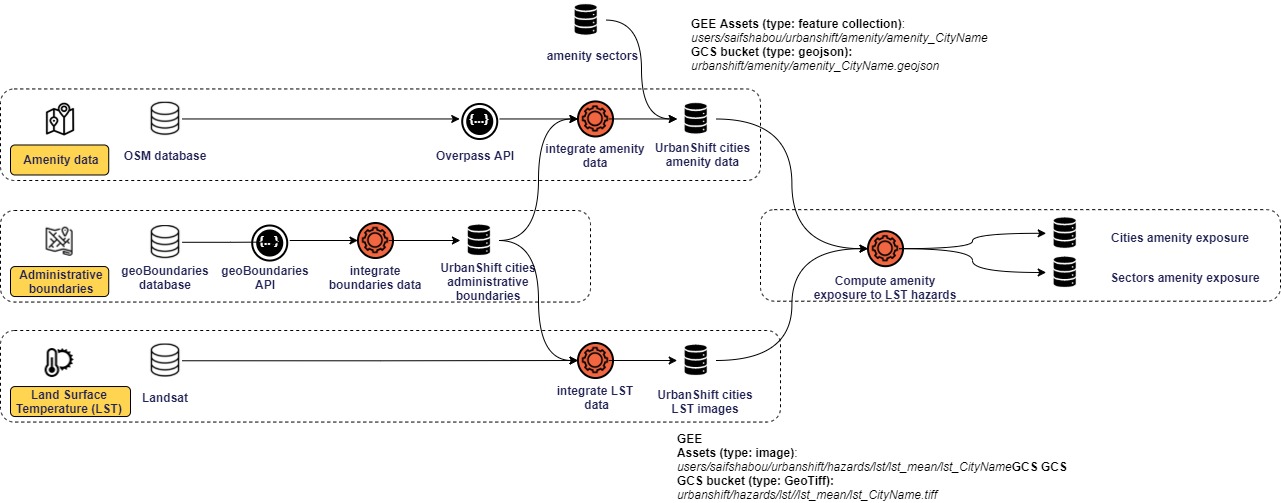 GEE Assets (type: feature collection):
users/saifshabou/urbanshift/amenity/amenity_CityName
GCS bucket (type: geojson):
urbanshift/amenity/amenity_CityName.geojson
amenity sectors
Amenity data
OSM database
{...}
Overpass API
integrate amenity
data
UrbanShift cities
amenity data
Administrative
boundaries
geoBoundaries
database
{..}
geoBoundaries
API
integrate
boundaries data
UrbanShift cities
administrative
boundaries
Compute amenity
exposure to LST hazards
Cities amenity exposure
Sectors amenity exposure
Land Surface
Temperature (LST)
Landsat
integrate LST
data
UrbanShift cities
LST images
GEE
Assets (type: image):
users/saifshabou/urbanshift/hazards/lst/lst_mean/lst_CityNameGCS GCS
GCS bucket (type: GeoTiff):
urbanshift/hazards/lst//lst_mean/lst_CityName.tiff